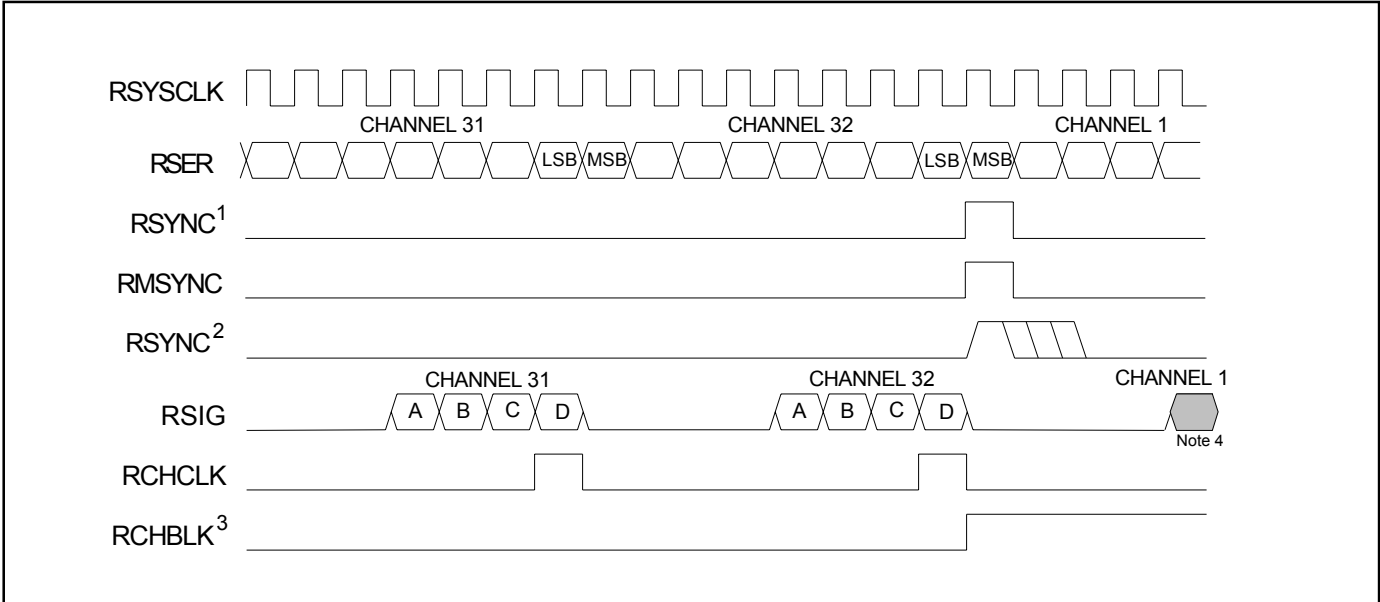 RSYSCLK
CHANNEL 31 CHANNEL 32 CHANNEL 1
RSER LSB MSB LSB MSB
RSYNC1
RMSYNC
RSYNC2
CHANNEL 31 CHANNEL 32 CHANNEL 1
RSIG A B C D A B C D
Note 4
RCHCLK
RCHBLK3